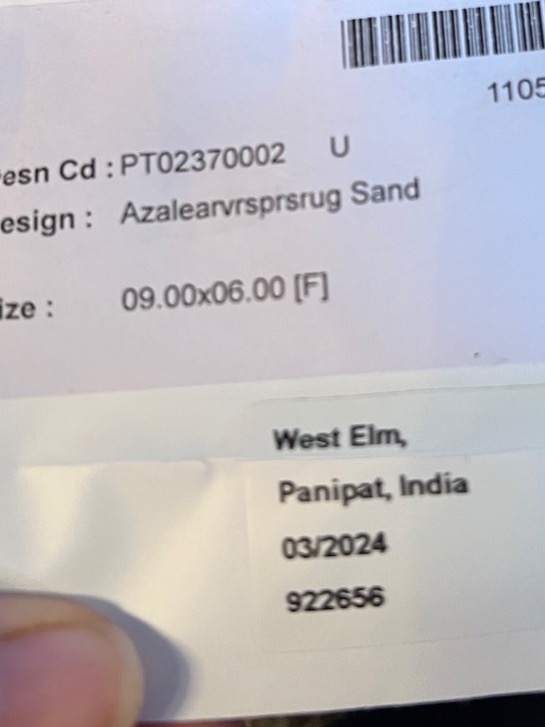 1105
esn Cd : PT02370002 U
esign : Azalearvrsprsrug Sand
ize : 09.00x06.00 [F]
West Elm,
Panipat, India
03/2024
922656